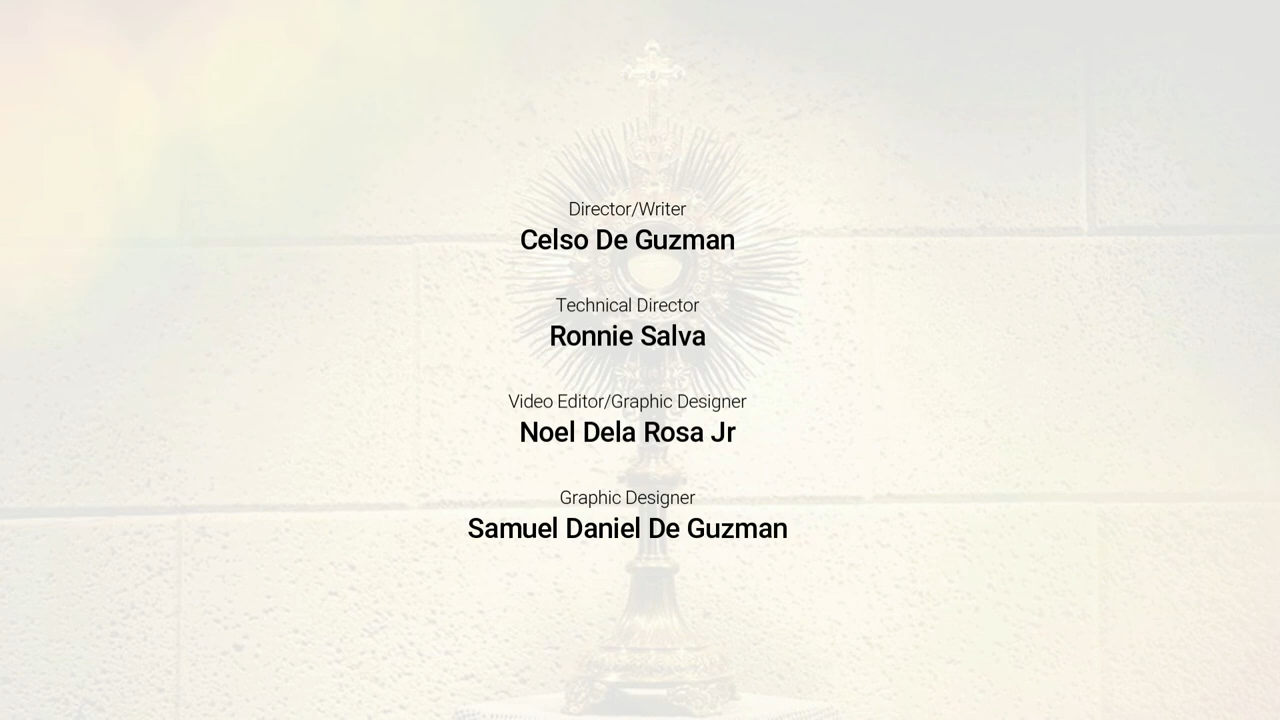 Director/Writer
Celso De Guzman
Technical Director
Ronnie Salva
Video Editor/Graphic Designer
Noel Dela Rosa Jr
Graphic Designer
Samuel Daniel De Guzman